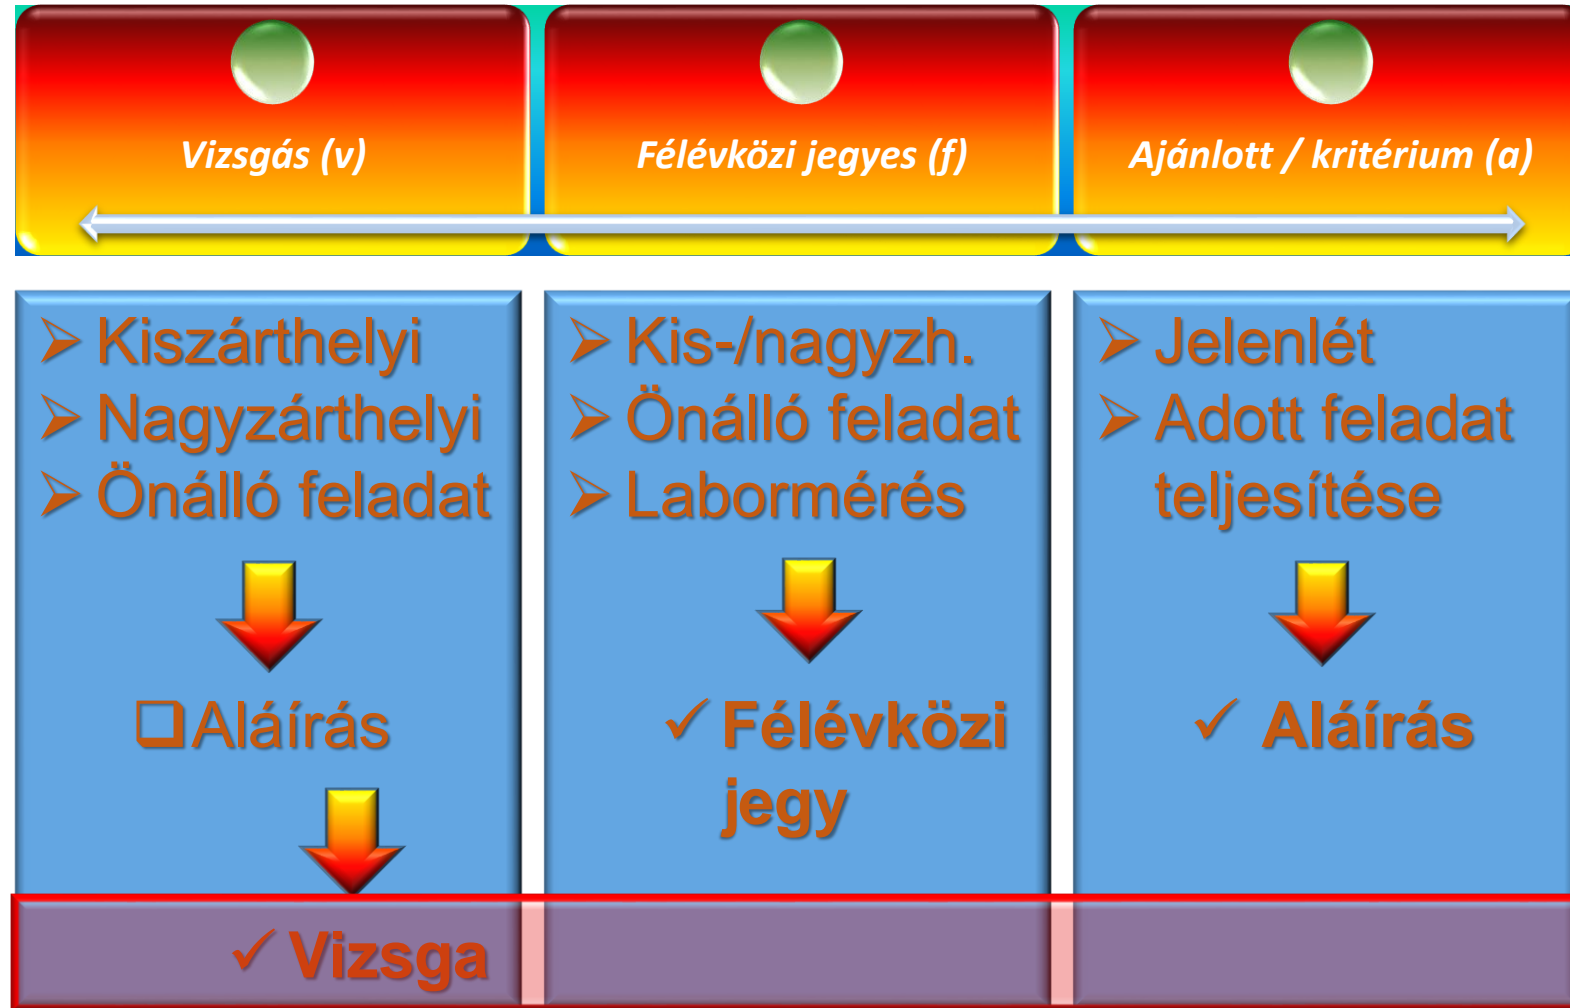 Vizsgás (v)
Félévközi jegyes (f)
Ajánlott / kritérium (a)
Kiszárthelyi
Nagyzárthelyi
Önálló feladat
Aláírás
Vizsga
Kis-/nagyzh.
Önálló feladat
Labormérés
Félévközi
jegy
Jelenlét
Adott feladat
teljesítése
Aláírás